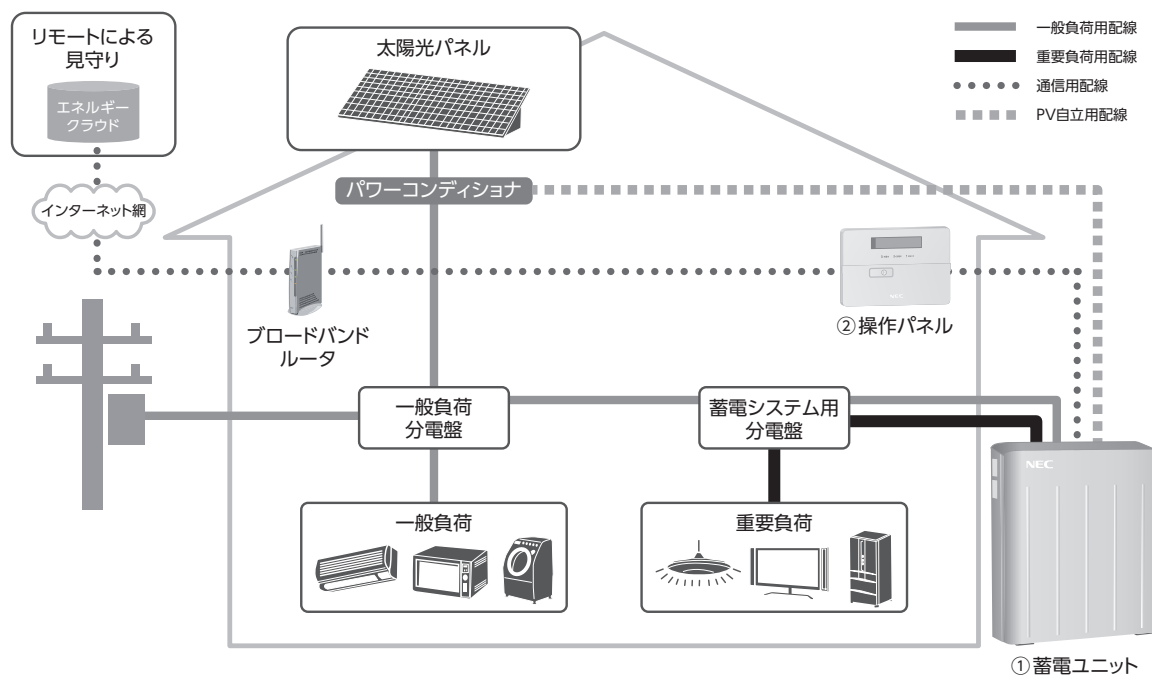 リモートによる
見守り
エネルギー
クラウド
インターネット網
太陽光パネル
パワーコンディショナ
一般負荷用配線
重要負荷用配線
通信用配線
PV自立用配線
ブロードバンド
ルータ
NEC
②操作パネル
一般負荷
分電盤
蓄電システム用
分電盤
一般負荷
重要負荷
NEC
①蓄電ユニット